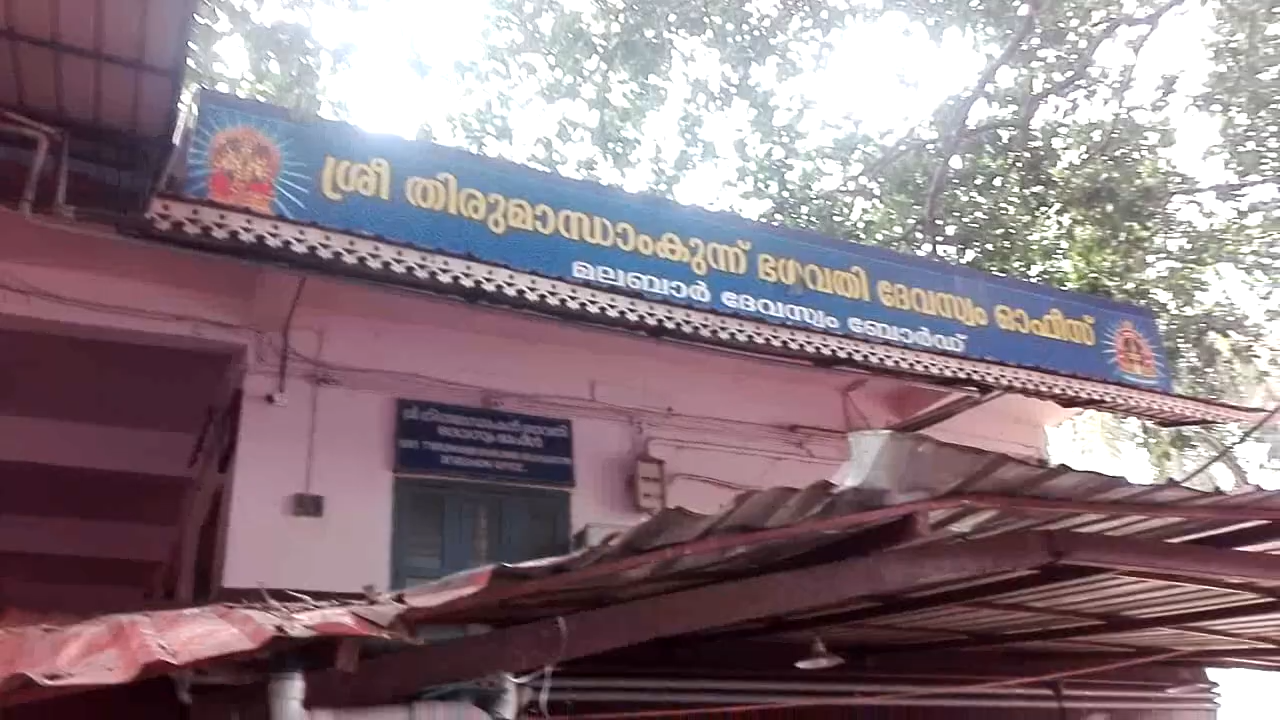 ശ്രീ തിരുമാന്ധാംകുന്ന് ഭഗവതി ദേവസ്വം ഓഫീസ്
മലബാർ ദേവസ്വം ബോർഡ്